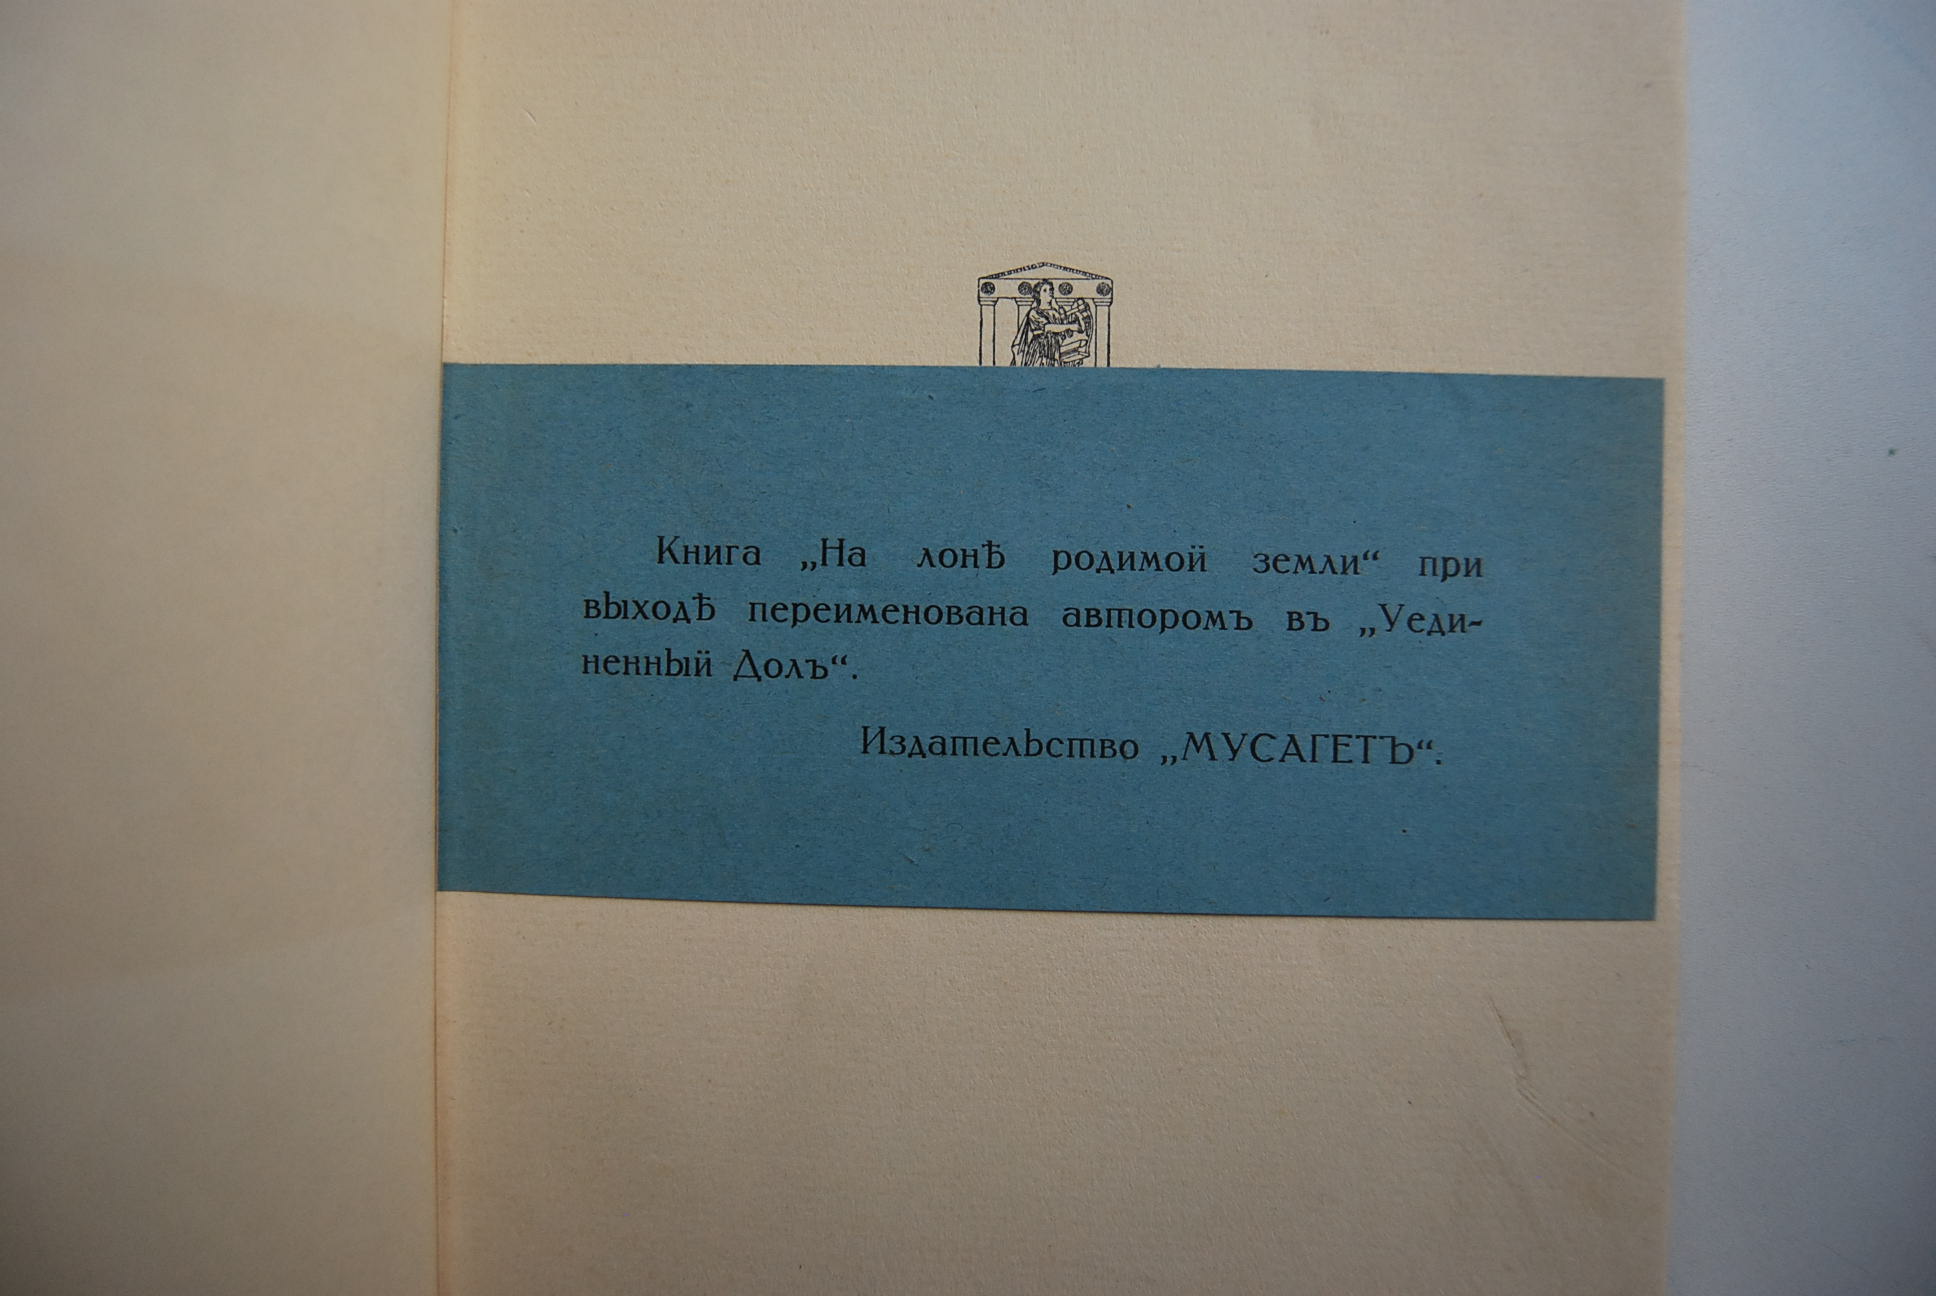 Книга „На лонѣ родимой земли“ при
выходѣ переименована авторомъ въ „Уеди-
ненный Долъ“.
Издательство „МУСАГЕТЪ“.